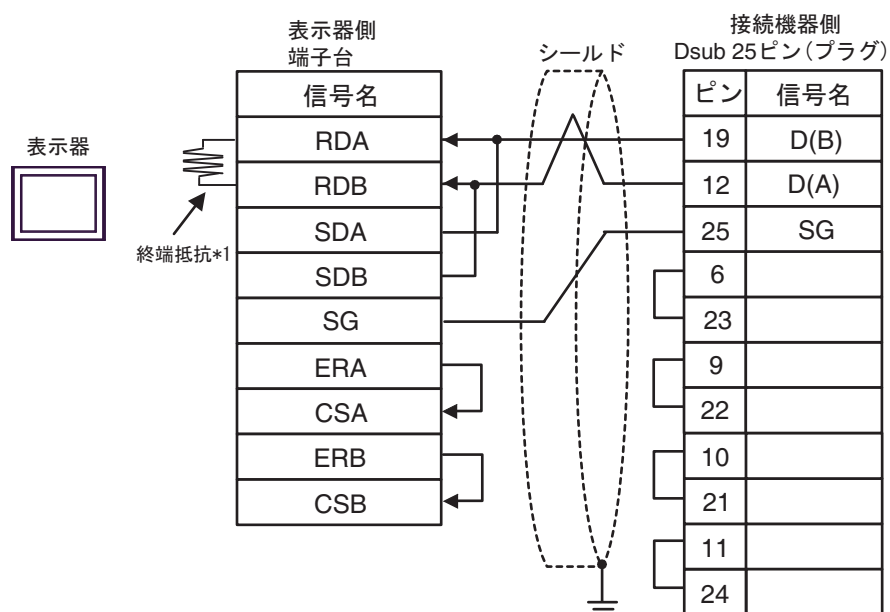 表示器
終端抵抗*1
表示器側
端子台
信号名
RDA
RDB
SDA
SDB
SG
ERA
CSA
ERB
CSB
シールド
接続機器側
Dsub 25ピン(プラグ)
ピン 信号名
19 D(B)
12 D(A)
25 SG
6
23
9
22
10
21
11
24